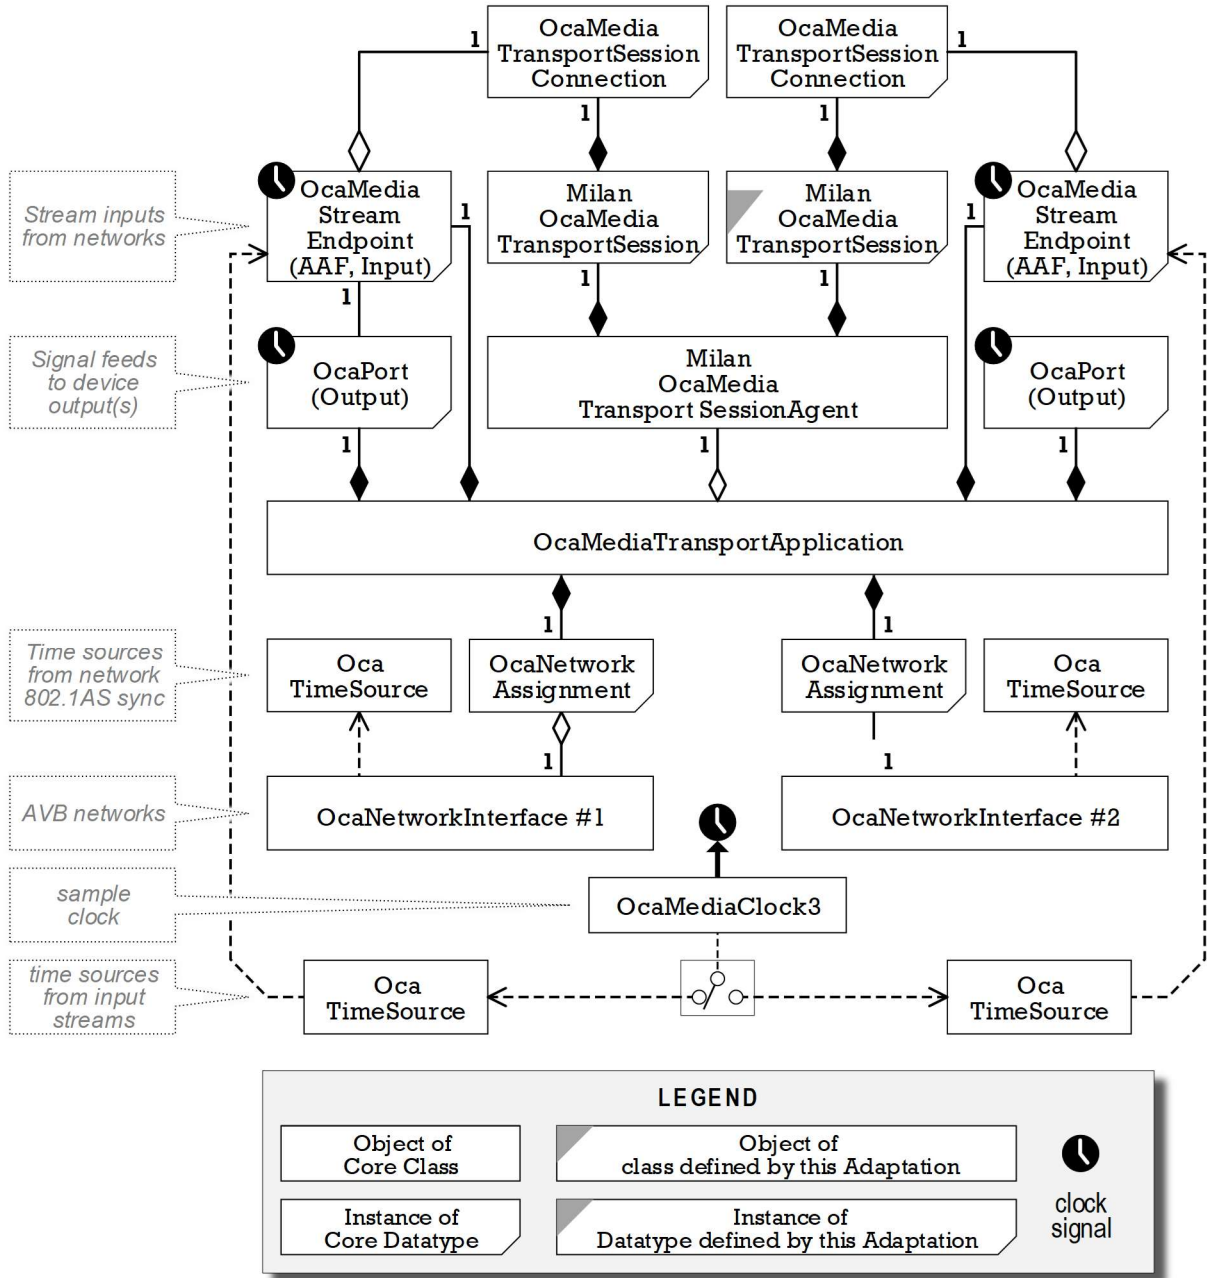 OcaMedia
TransportSession
Connection
1
1
OcaMedia
TransportSession
Connection
1
1
Stream inputs
from networks
OcaMedia
Stream
Endpoint
(AAF, Input)
1
1
Milan
OcaMedia
TransportSession
1
Milan
OcaMedia
TransportSession
1
OcaMedia
Stream
Endpoint
(AAF, Input)
1
Signal feeds
to device
output(s)
OcaPort
(Output)
1
Milan
OcaMedia
Transport SessionAgent
1
OcaPort
(Output)
1
OcaMediaTransportApplication
1
1
Time sources
from network
802.1AS sync
Oca
TimeSource
OcaNetwork
Assignment
OcaNetwork
Assignment
Oca
TimeSource
1
1
AVB networks
OcaNetworkInterface #1
OcaNetworkInterface #2
sample
clock
OcaMediaClock3
time sources
from input
streams
Oca
TimeSource
Oca
TimeSource
LEGEND
Object of
Core Class
Object of
class defined by this Adaptation
Instance of
Core Datatype
Instance of
Datatype defined by this Adaptation
clock
signal